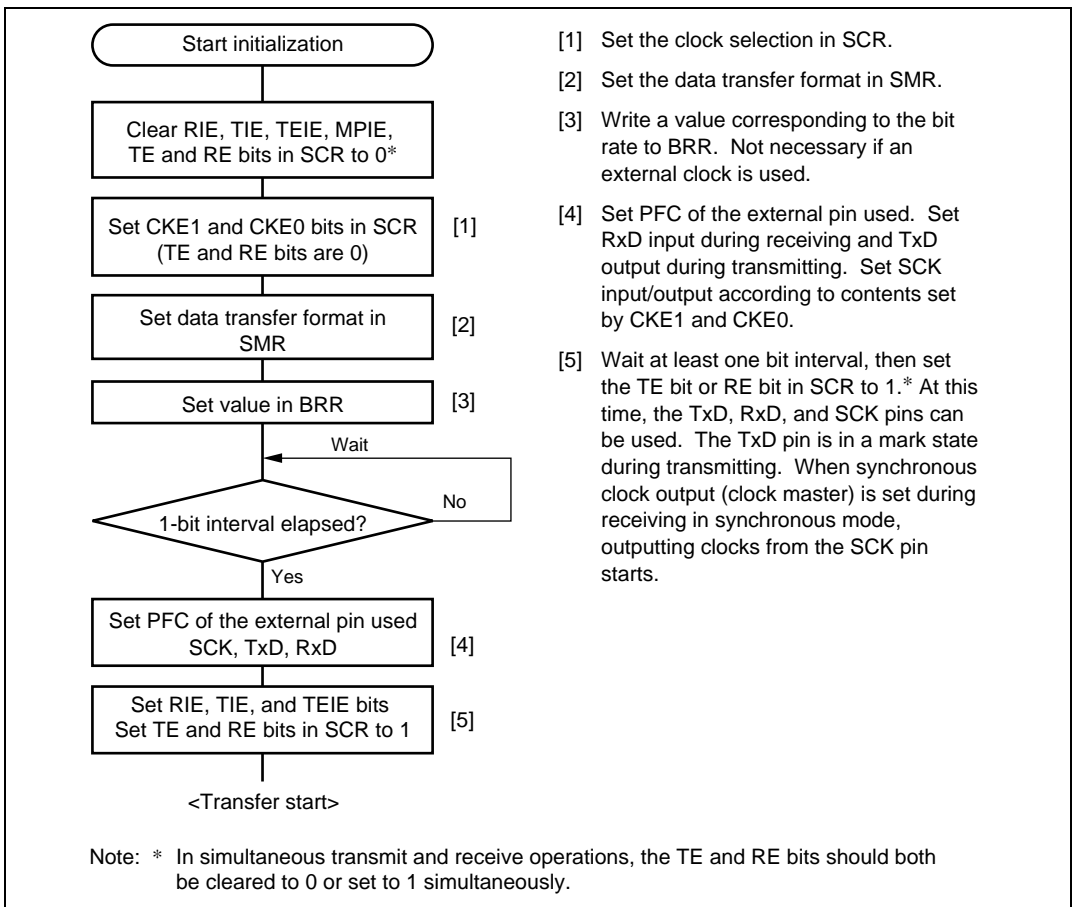 Start initialization
Clear RIE, TIE, TEIE, MPIE,
TE and RE bits in SCR to 0*
Set CKE1 and CKE0 bits in SCR
(TE and RE bits are 0)
[1]
Set data transfer format in
SMR
[2]
Set value in BRR
[3]
Wait
No
1-bit interval elapsed?
Yes
Set PFC of the external pin used
SCK, TxD, RxD
[4]
Set RIE, TIE, and TEIE bits
Set TE and RE bits in SCR to 1
[5]
<Transfer start>
[1] Set the clock selection in SCR.
[2] Set the data transfer format in SMR.
[3] Write a value corresponding to the bit
rate to BRR. Not necessary if an
external clock is used.
[4] Set PFC of the external pin used. Set
RxD input during receiving and TxD
output during transmitting. Set SCK
input/output according to contents set
by CKE1 and CKE0.
[5] Wait at least one bit interval, then set
the TE bit or RE bit in SCR to 1.* At this
time, the TxD, RxD, and SCK pins can
be used. The TxD pin is in a mark state
during transmitting. When synchronous
clock output (clock master) is set during
receiving in synchronous mode,
outputting clocks from the SCK pin
starts.
Note: * In simultaneous transmit and receive operations, the TE and RE bits should both
be cleared to 0 or set to 1 simultaneously.